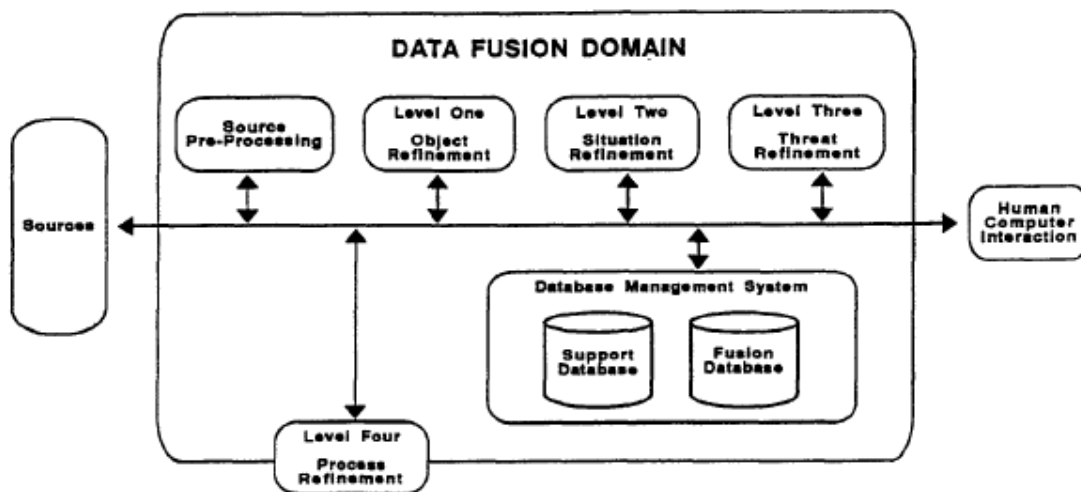 DATA FUSION DOMAIN
Source
Pre-Processing
Level One
Object
Refinement
Level Two
Situation
Refinement
Level Three
Threat
Refinement
Sources
Human
Computer
Interaction
Database Management System
Support
Database
Fusion
Database
Level Four
Process
Refinement